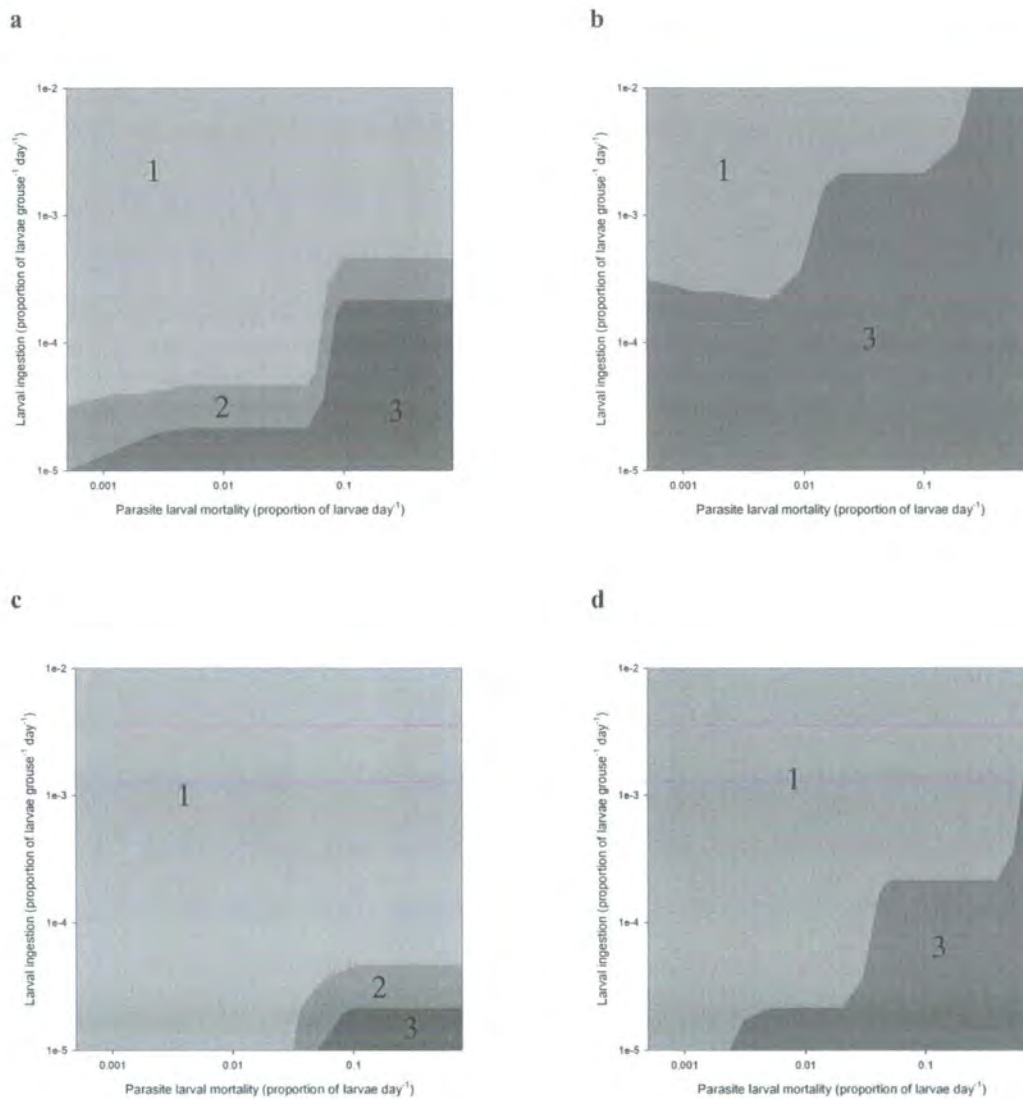 a
b
Larval ingestion (proportion of larvae grouse⁻¹ day⁻¹)
1e-2
1e-3
1e-4
1e-5
1
2
3
0.001
0.01
0.1
Parasite larval mortality (proportion of larvae day⁻¹)
Larval ingestion (proportion of larvae grouse⁻¹ day⁻¹)
1e-2
1e-3
1e-4
1e-5
1
3
0.001
0.01
0.1
Parasite larval mortality (proportion of larvae day⁻¹)
c
d
Larval ingestion (proportion of larvae grouse⁻¹ day⁻¹)
1e-2
1e-3
1e-4
1e-5
1
2
3
0.001
0.01
0.1
Parasite larval mortality (proportion of larvae day⁻¹)
Larval ingestion (proportion of larvae grouse⁻¹ day⁻¹)
1e-2
1e-3
1e-4
1e-5
1
3
0.001
0.01
0.1
Parasite larval mortality (proportion of larvae day⁻¹)